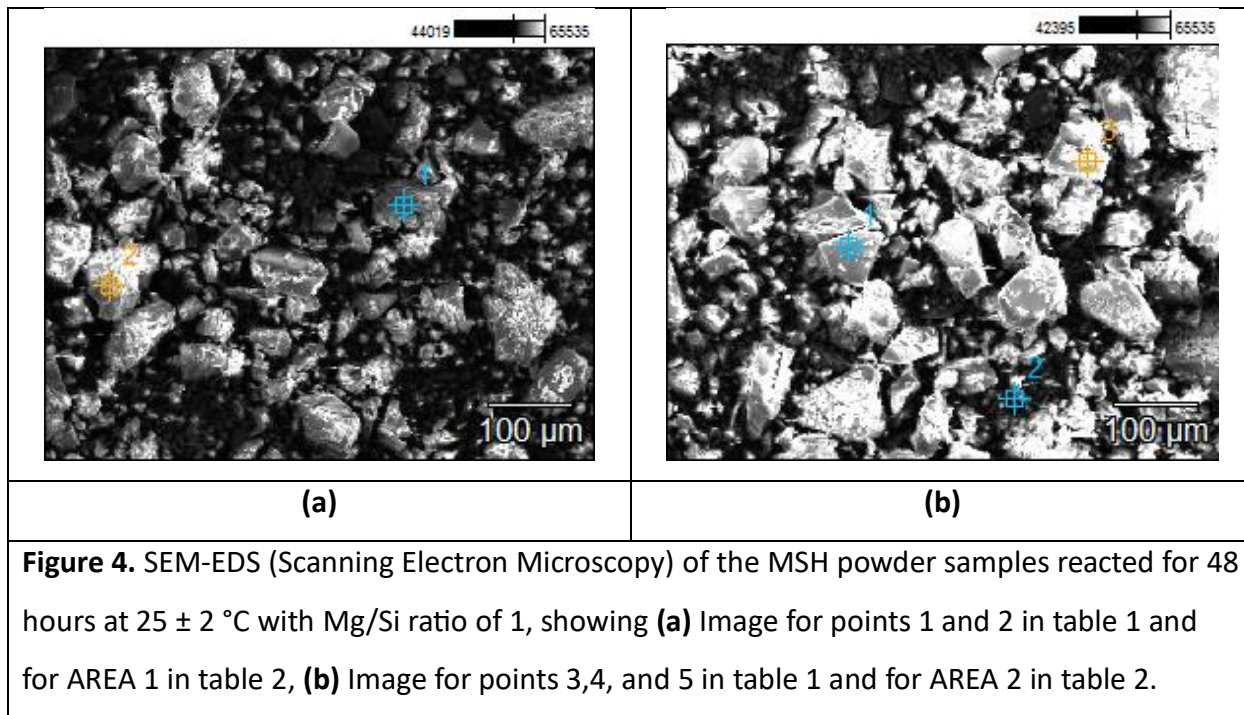 44019 65535
42395 65535
1
2
100 µm
3
1
2
100 µm
(a)
(b)
Figure 4. SEM-EDS (Scanning Electron Microscopy) of the MSH powder samples reacted for 48
hours at 25 ± 2 °C with Mg/Si ratio of 1, showing (a) Image for points 1 and 2 in table 1 and
for AREA 1 in table 2, (b) Image for points 3,4, and 5 in table 1 and for AREA 2 in table 2.